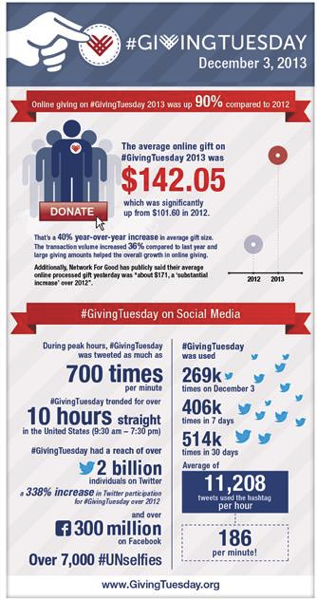 #GIVINGTUESDAY
December 3, 2013
Online giving on #GivingTuesday 2013 was up 90% compared to 2012
The average online gift on
#GivingTuesday 2013 was
$142.05
which was significantly
up from $101.60 in 2012.
DONATE
That's a 40% year-over-year increase in average gift size.
The transaction volume increased 36% compared to last year and
large giving amounts helped the overall growth in online giving.
Additionally, Network For Good has publicly said their average
online processed gift yesterday was "about $171, a 'substantial
increase' over 2012".
2012 2013
#GivingTuesday on Social Media
During peak hours, #GivingTuesday
was tweeted as much as
700 times
per minute
#GivingTuesday trended for over
10 hours straight
in the United States (9:30 am – 7:30 pm)
#GivingTuesday had a reach of over
2 billion
individuals on Twitter
a 338% increase in Twitter participation
for #GivingTuesday over 2012
and over
300 million
on Facebook
Over 7,000 #UNselfies
#GivingTuesday
was used
269k
times on December 3
406k
times in 7 days
514k
times in 30 days
Average of
11,208
tweets used the hashtag
per hour
186
per minute!
www.GivingTuesday.org